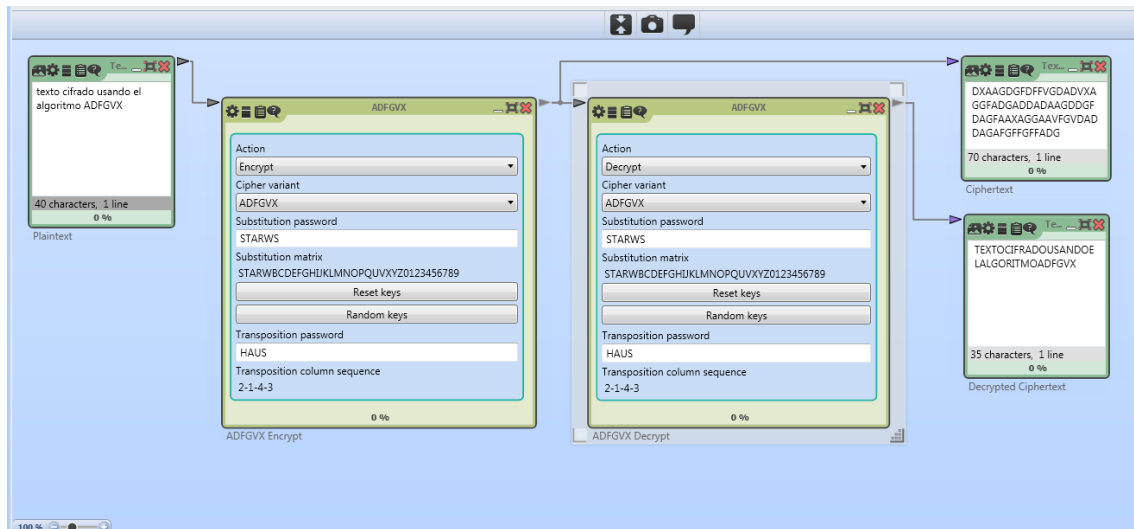 Te...
texto cifrado usando el
algoritmo ADFGVX
40 characters, 1 line
0 %
Plaintext
ADFGVX
Action
Encrypt
Cipher variant
ADFGVX
Substitution password
STARWS
Substitution matrix
STARWBCDEFGHIJKLMNOPQUVXYZ0123456789
Reset keys
Random keys
Transposition password
HAUS
Transposition column sequence
2-1-4-3
0 %
ADFGVX Encrypt
ADFGVX
Action
Decrypt
Cipher variant
ADFGVX
Substitution password
STARWS
Substitution matrix
STARWBCDEFGHIJKLMNOPQUVXYZ0123456789
Reset keys
Random keys
Transposition password
HAUS
Transposition column sequence
2-1-4-3
0 %
ADFGVX Decrypt
Tex...
DXAAGDGFDFFVGDADVXA
GGFADGADDADAAGDDGF
DAGFAAXAGGAAVFGVDAD
DAGAFGFFGFFADG
70 characters, 1 line
0 %
Ciphertext
Te...
TEXTOCIFRADOUSANDOE
LALGORITMOADFGVX
35 characters, 1 line
0 %
Decrypted Ciphertext
100 %